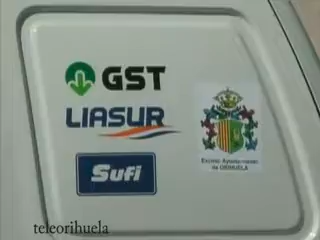 GST
LIASUR
Sufi
Excmo. Ayuntamiento
de ORIHUELA
teleorihuela